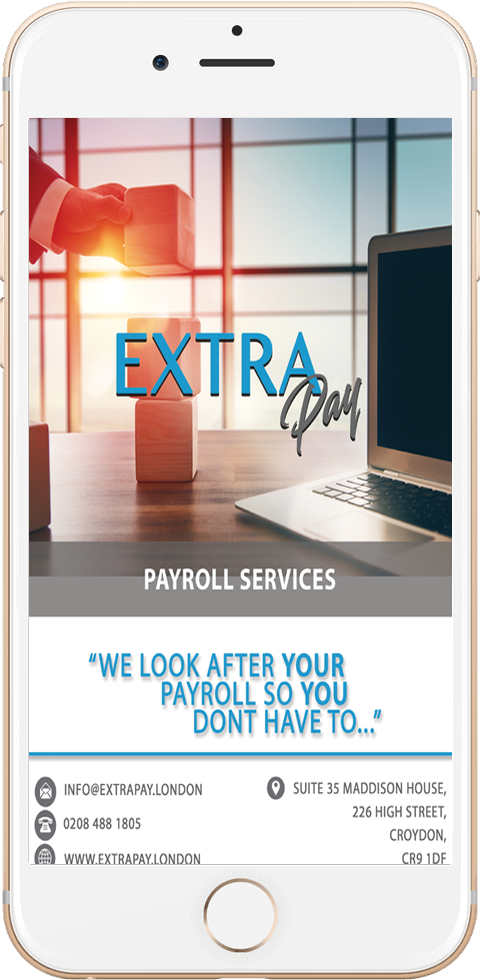 EXTRA
Pay
PAYROLL SERVICES
“WE LOOK AFTER YOUR
PAYROLL SO YOU
DONT HAVE TO...”
INFO@EXTRAPAY.LONDON
0208 488 1805
WWW.EXTRAPAY.LONDON
SUITE 35 MADDISON HOUSE,
226 HIGH STREET,
CROYDON,
CR9 1DF